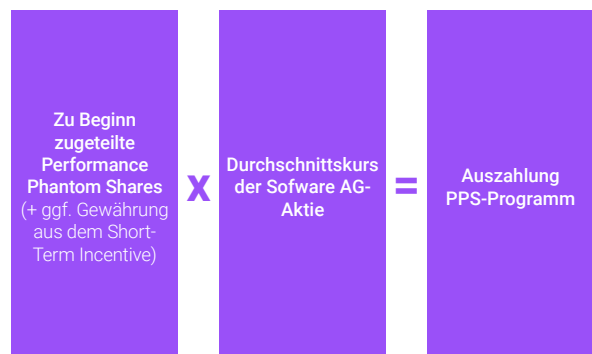 Zu Beginn
zugeteilte
Performance
Phantom Shares
(+ ggf. Gewährung
aus dem Short-
Term Incentive)
x
Durchschnittskurs
der Sofware AG-
Aktie
=
Auszahlung
PPS-Programm